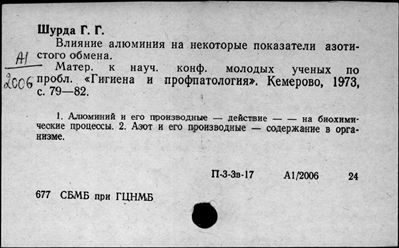 Шурда Г. Г.
Влияние алюминия на некоторые показатели азоти-
стого обмена.
А1
2006
Матер. к науч. конф. молодых ученых по
пробл. «Гигиена и профпатология». Кемерово, 1973,
с. 79—82.
1. Алюминий и его производные — действие — — на биохими-
ческие процессы. 2. Азот и его производные — содержание в орга-
низме.
П-3-Зв-17 А1/2006 24
677 СБМБ при ГЦНМБ